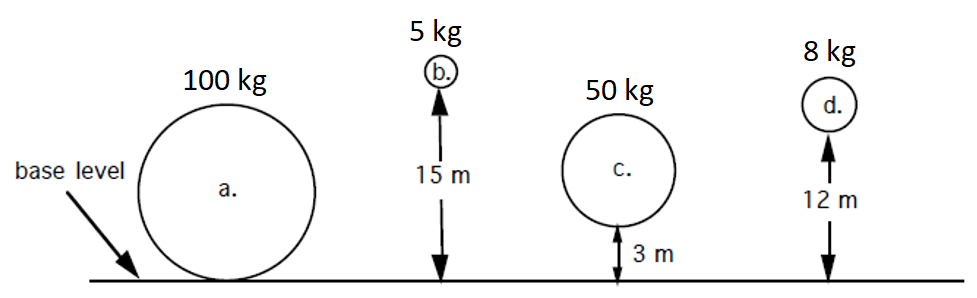 5 kg
8 kg
100 kg
50 kg
b.
d.
base level
a.
15 m
c.
12 m
3 m